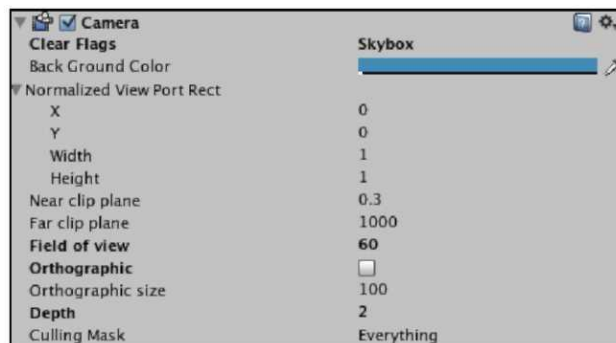 Camera
Clear Flags Skybox
Back Ground Color
Normalized View Port Rect
X 0
Y 0
Width 1
Height 1
Near clip plane 0.3
Far clip plane 1000
Field of view 60
Orthographic
Orthographic size 100
Depth 2
Culling Mask Everything